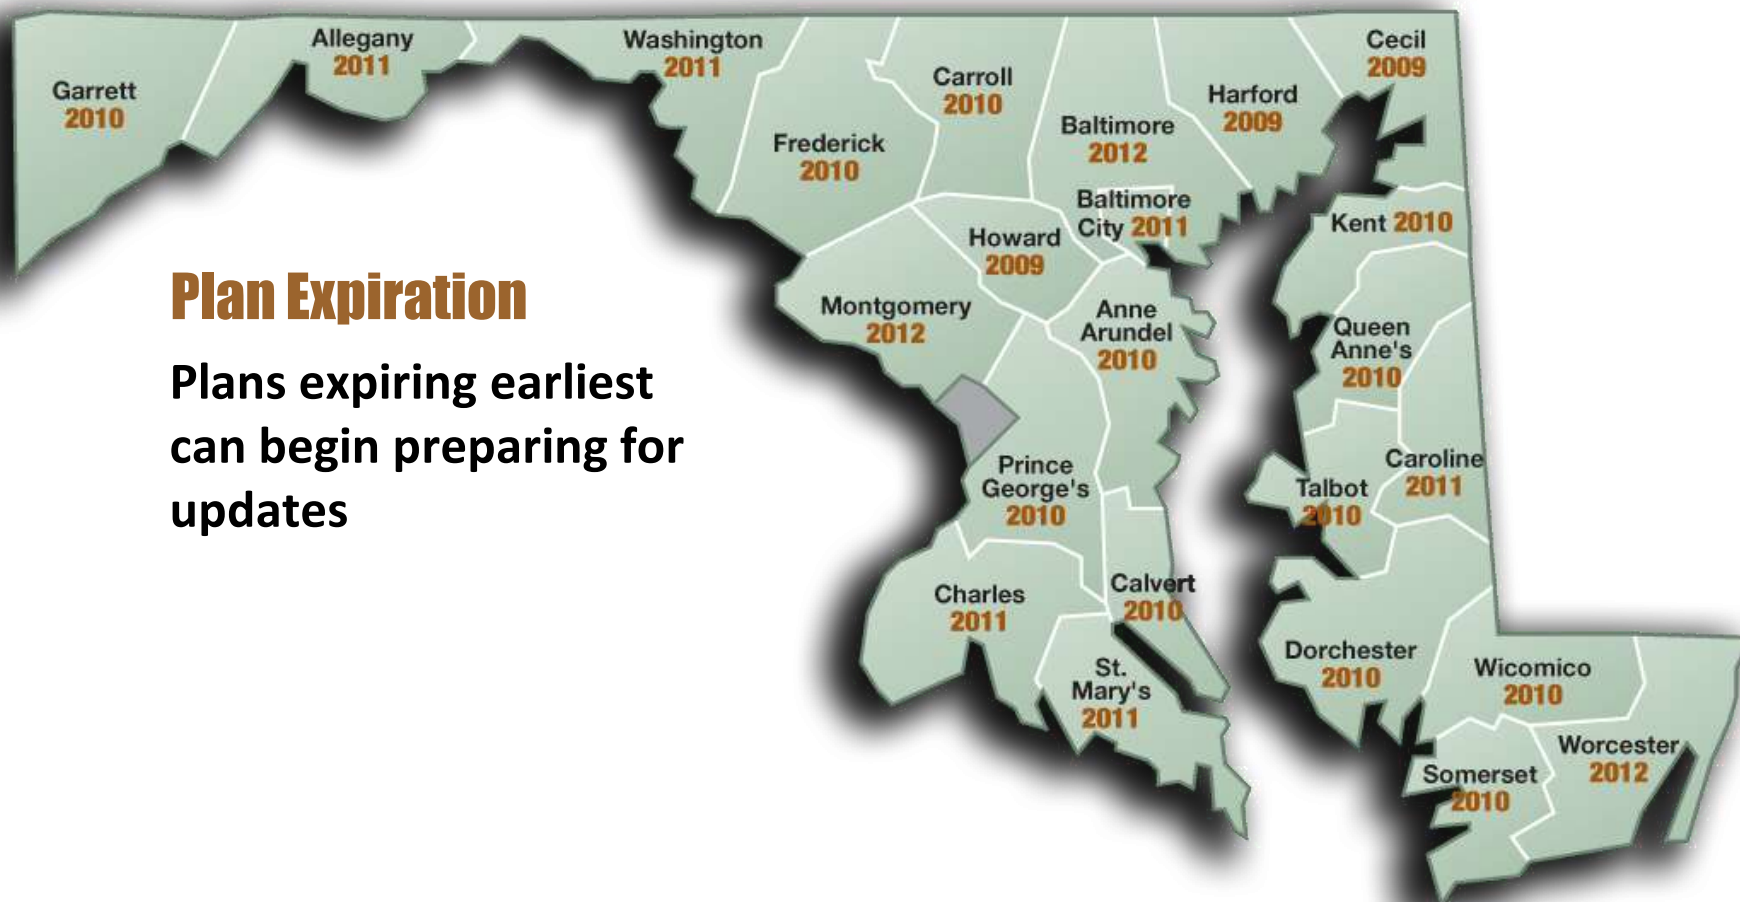 Allegany
2011
Washington
2011
Cecil
2009
Garrett
2010
Carroll
2010
Harford
2009
Baltimore
2012
Frederick
2010
Baltimore
City 2011
Kent 2010
Howard
2009
Plan Expiration
Montgomery
2012
Anne
Arundel
2010
Queen
Anne's
2010
Plans expiring earliest
can begin preparing for
updates
Prince
George's
2010
Caroline
2011
Talbot
2010
Charles
2011
Calvert
2010
St.
Mary's
2011
Dorchester
2010
Wicomico
2010
Worcester
2012
Somerset
2010